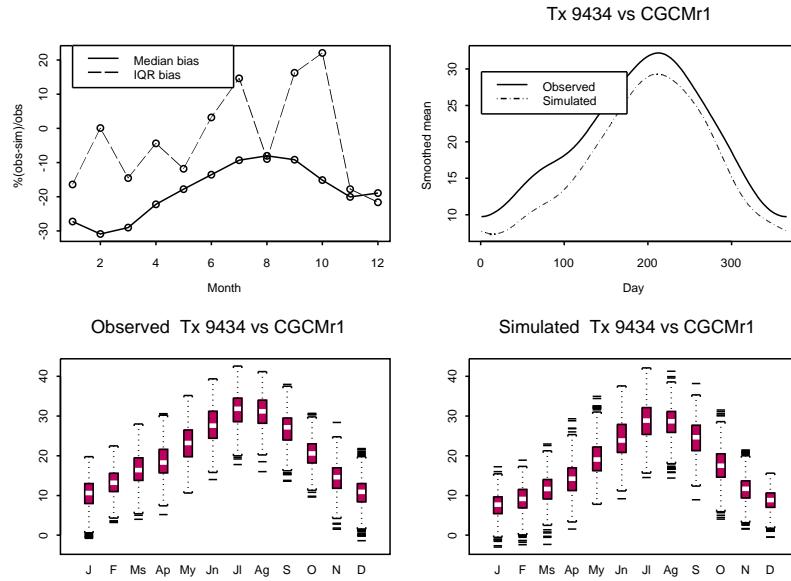 Tx 9434 vs CGCMr1
%(obs-sim)/obs
20
10
0
-10
-20
-30
Median bias
IQR bias
2 4 6 8 10 12
Month
Smoothed mean
30
25
20
15
10
Observed
Simulated
0 100 200 300
Day
Observed Tx 9434 vs CGCMr1
40
30
20
10
0
J F Ms Ap My Jn Jl Ag S O N D
Simulated Tx 9434 vs CGCMr1
40
30
20
10
0
J F Ms Ap My Jn Jl Ag S O N D